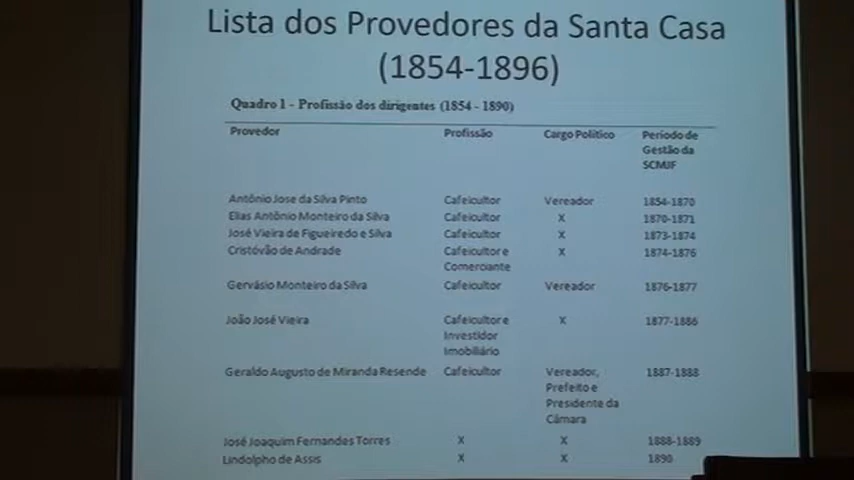 Lista dos Provedores da Santa Casa
(1854-1896)
Quadro 1 - Profissão dos dirigentes (1854 - 1890)
Provedor Profissão Cargo Político Período de
Gestão da
SCMJF
Antônio Jose da Silva Pinto Cafeicultor Vereador 1854-1870
Elias Antônio Monteiro da Silva Cafeicultor X 1870-1871
José Vieira de Figueiredo e Silva Cafeicultor X 1873-1874
Cristóvão de Andrade Cafeicultor e X 1874-1876
Comerciante
Gervásio Monteiro da Silva Cafeicultor Vereador 1876-1877
João José Vieira Cafeicultor e X 1877-1886
Investidor
Imobiliário
Geraldo Augusto de Miranda Resende Cafeicultor Vereador, 1887-1888
Prefeito e
Presidente da
Câmara
José Joaquim Fernandes Torres X X 1888-1889
Lindolpho de Assis X X 1890